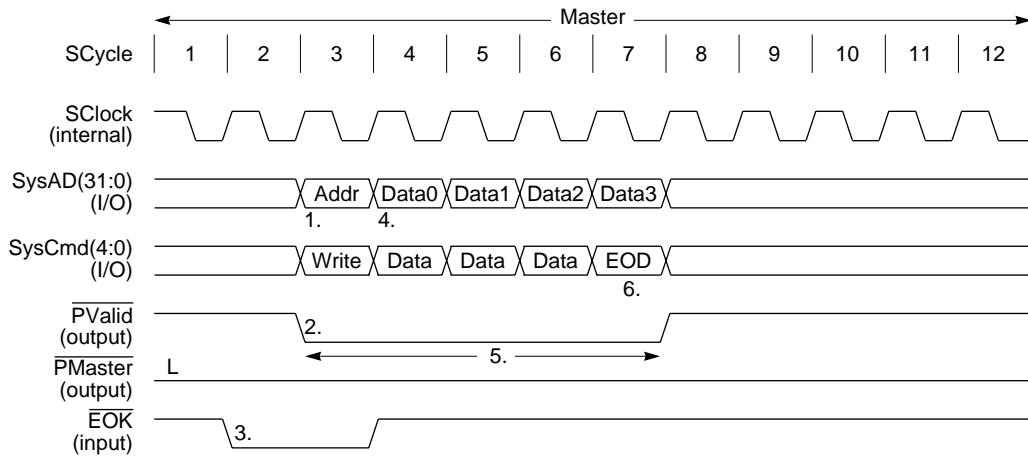 Master
SCycle 1 2 3 4 5 6 7 8 9 10 11 12
SClock
(internal)
SysAD(31:0)
(I/O)
Addr Data0 Data1 Data2 Data3
1. 4.
SysCmd(4:0)
(I/O)
Write Data Data Data EOD
6.
PValid
(output)
2.
5.
PMaster
(output)
L
EOK
(input)
3.